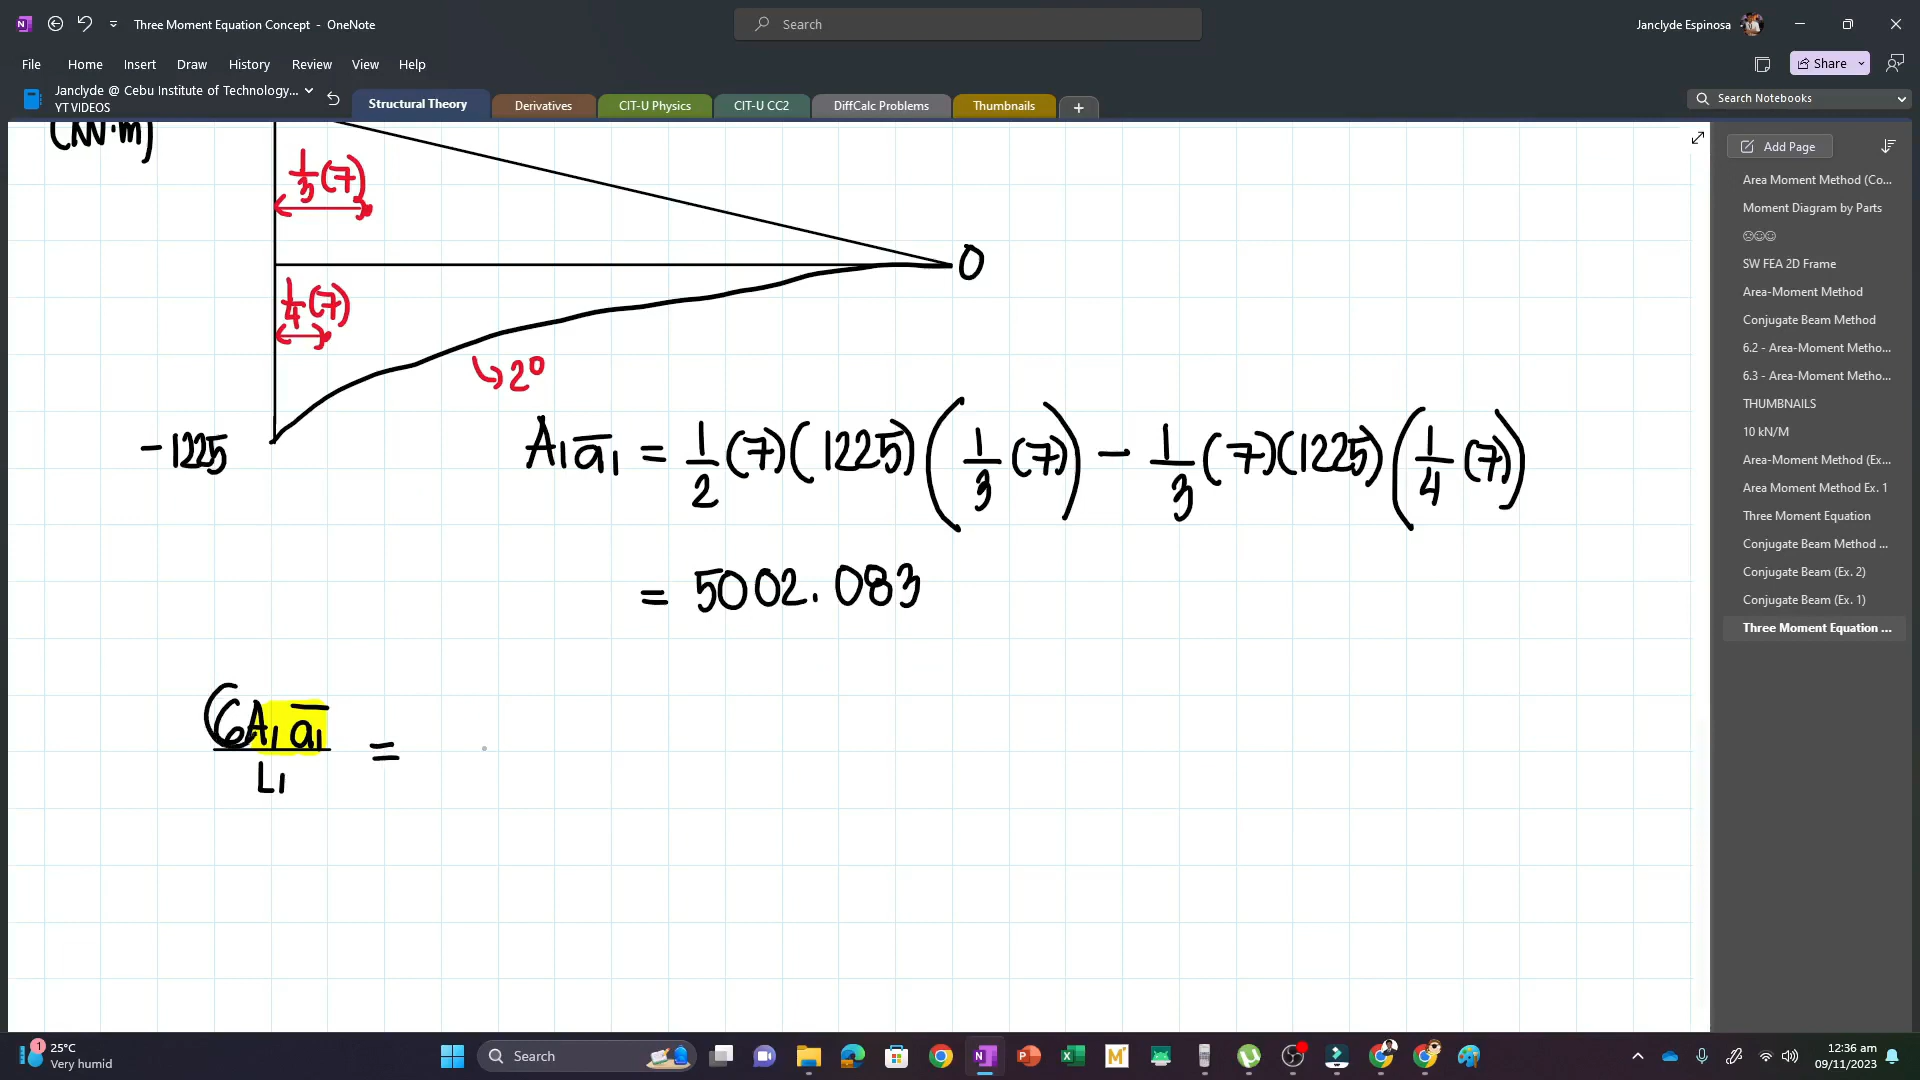 Three Moment Equation Concept - OneNote
Search
Janclyde Espinosa
File Home Insert Draw History Review View Help
Share
Janclyde @ Cebu Institute of Technology...
YT VIDEOS
Structural Theory Derivatives CIT-U Physics CIT-U CC2 DiffCalc Problems Thumbnails +
Search Notebooks
Add Page
Area Moment Method (Co...
Moment Diagram by Parts
☹☺☺
SW FEA 2D Frame
Area-Moment Method
Conjugate Beam Method
6.2 - Area-Moment Metho...
6.3 - Area-Moment Metho...
THUMBNAILS
10 kN/M
Area-Moment Method (Ex...
Area Moment Method Ex. 1
Three Moment Equation
Conjugate Beam Method ...
Conjugate Beam (Ex. 2)
Conjugate Beam (Ex. 1)
Three Moment Equation ...
(kN·m)
1/3 (7)
0
1/4 (7)
2°
-1225
A₁a̅₁ = 1/2 (7)(1225)(1/3 (7)) - 1/3 (7)(1225)(1/4 (7))
= 5002.083
6A₁a̅₁/L₁ =
1
25°C
Very humid
Search
12:36 am
09/11/2023